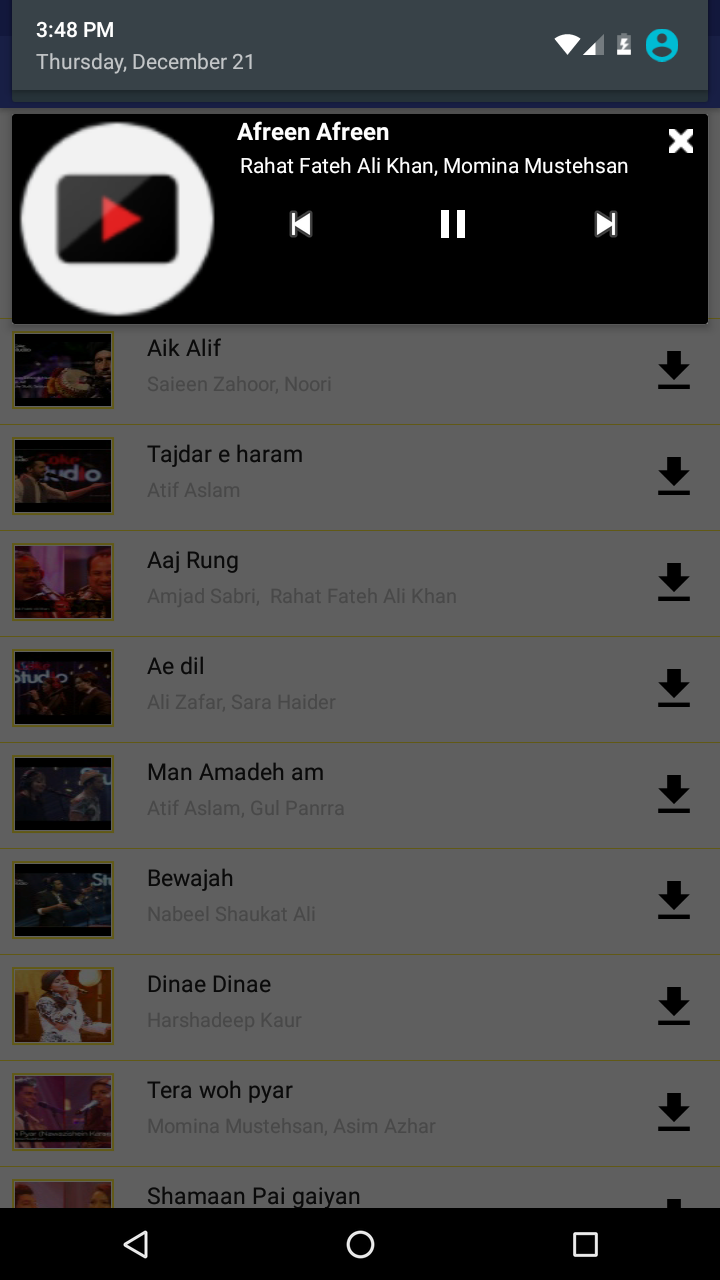 3:48 PM
Thursday, December 21
Afreen Afreen
Rahat Fateh Ali Khan, Momina Mustehsan
Aik Alif
Saieen Zahoor, Noori
Tajdar e haram
Atif Aslam
Aaj Rung
Amjad Sabri,  Rahat Fateh Ali Khan
Ae dil
Ali Zafar, Sara Haider
Man Amadeh am
Atif Aslam, Gul Panrra
Bewajah
Nabeel Shaukat Ali
Dinae Dinae
Harshadeep Kaur
Tera woh pyar
Momina Mustehsan, Asim Azhar
Shamaan Pai gaiyan